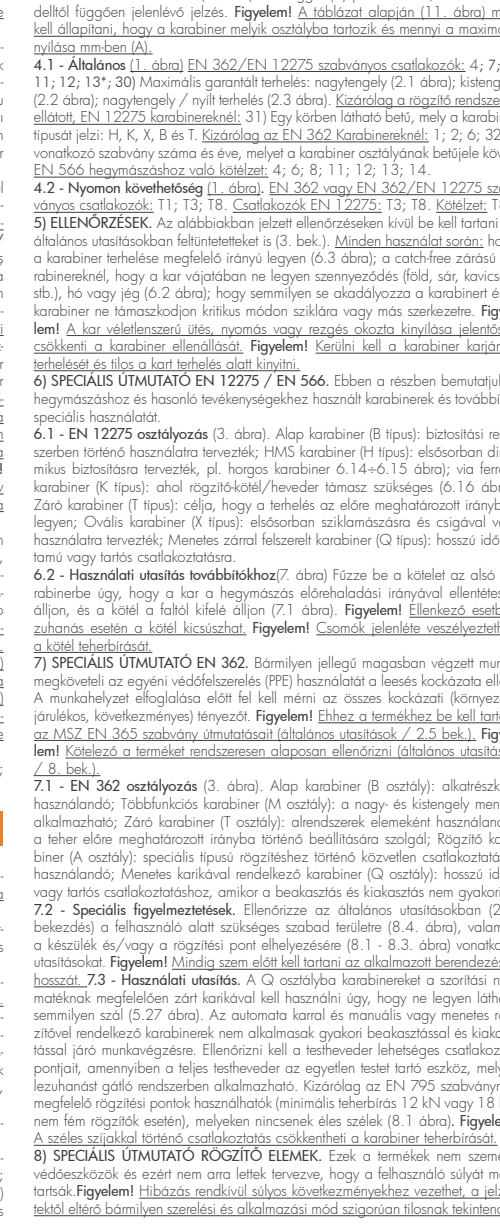 delltől függően jelenlévő jelzés. Figyelem! A táblázat alapján (11. ábra) m
kell állapítani, hogy a karabiner melyik osztályba tartozik és mennyi a maxim
nyílása mm-ben (A).
4.1 - Általános (1. ábra) EN 362/EN 12275 szabványos csatlakozók: 4; 7;
11; 12; 13*; 30) Maximális garantált terhelés: nagytengely (2.1 ábra); kisteng
(2.2 ábra); nagytengely / nyílt terhelés (2.3 ábra). Kizárólag a rögzítő rendsze
ellátott, EN 12275 karabinereknél: 31) Egy körben látható betű, mely a karabi
típusát jelzi: H, K, X, B és T. Kizárólag az EN 362 Karabinereknél: 1; 2; 6; 32
vonatkozó szabvány száma és éve, melyet a karabiner osztályának betűjele köv
EN 566 hegymászáshoz való kötélzet: 4; 6; 8; 11; 12; 13; 14.
4.2 - Nyomon követhetőség (1. ábra). EN 362 vagy EN 362/EN 12275 sza
ványos csatlakozók: T1; T3; T8. Csatlakozók EN 12275: T3; T8. Kötélzet: T
5) ELLENŐRZÉSEK. Az alábbiakban jelzett ellenőrzéseken kívül be kell tartani
általános utasításokban feltüntetetteket is (3. bek.). Minden használat során: ho
a karabiner terhelése megfelelő irányú legyen (6.3 ábra); a catch-free zárású
rabinereknél, hogy a kar vájatában ne legyen szennyeződés (föld, sár, kavics
stb.), hó vagy jég (6.2 ábra); hogy semmilyen se akadályozza a karabinert é
karabiner ne támaszkodjon kritikus módon sziklára vagy más szerkezetre. Figy
lem! A kar véletlenszerű ütés, nyomás vagy rezgés okozta kinyílása jelentős
csökkenti a karabiner ellenállását. Figyelem! Kerülni kell a karabiner karján
terhelését és tilos a kart terhelés alatt kinyitni.
6) SPECIÁLIS ÚTMUTATÓ EN 12275 / EN 566. Ebben a részben bemutatjuk
hegymászáshoz és hasonló tevékenységekhez használt karabinerek és továbbí
speciális használatát.
6.1 - EN 12275 osztályozás (3. ábra). Alap karabiner (B típus): biztosítási re
szerben történő használatra tervezték; HMS karabiner (H típus): elsősorban di
mikus biztosításra tervezték, pl. horgos karabiner 6.14÷6.15 ábra); via ferr
karabiner (K típus): ahol rögzítő-kötél/heveder támasz szükséges (6.16 ábr
Záró karabiner (T típus): célja, hogy a terhelés az előre meghatározott irányb
legyen; Ovális karabiner (X típus): elsősorban sziklamászásra és csigával v
használatra tervezték; Menetes zárral felszerelt karabiner (Q típus): hosszú idő
tamú vagy tartós csatlakoztatásra.
6.2 - Használati utasítás továbbítókhoz(7. ábra) Fűzze be a kötelet az alsó
rabinerbe úgy, hogy a kar a hegymászás előrehaladási irányával ellentétes
álljon, és a kötél a faltól kifelé álljon (7.1 ábra). Figyelem! Ellenkező esetb
zuhanás esetén a kötél kicsúszhat. Figyelem! Csomók jelenléte veszélyezteth
a kötél teherbírását.
7) SPECIÁLIS ÚTMUTATÓ EN 362. Bármilyen jellegű magasban végzett mun
megköveteli az egyéni védőfelszerelés (PPE) használatát a leesés kockázata elle
A munkahelyzet elfoglalása előtt fel kell mérni az összes kockázati (környez
járulékos, következményes) tényezőt. Figyelem! Ehhez a termékhez be kell tart
az MSZ EN 365 szabvány útmutatásait (általános utasítások / 2.5 bek.). Figy
lem! Kötelező a terméket rendszeresen alaposan ellenőrizni (általános utasítás
/ 8. bek.).
7.1 - EN 362 osztályozás (3. ábra). Alap karabiner (B osztály): alkatrészk
használandó; Többfunkciós karabiner (M osztály): a nagy- és kistengely men
alkalmazható; Záró karabiner (T osztály): alrendszerek elemeként használand
a teher előre meghatározott irányba történő beállítására szolgál; Rögzítő ka
biner (A osztály): speciális típusú rögzítéshez történő közvetlen csatlakoztatá
használandó; Menetes karikával rendelkező karabiner (Q osztály): hosszú id
vagy tartós csatlakoztatáshoz, amikor a beakasztás és kiakasztás nem gyakori
7.2 - Speciális figyelmeztetések. Ellenőrizze az általános utasításokban (2
bekezdés) a felhasználó alatt szükséges szabad területre (8.4. ábra), valam
a készülék és/vagy a rögzítési pont elhelyezésére (8.1 - 8.3. ábra) vonatko
utasításokat. Figyelem! Mindig szem előtt kell tartani az alkalmazott berendezés
hosszát. 7.3 - Használati utasítás. A Q osztályba karabinereket a szorítási n
matéknak megfelelően zárt karikával kell használni úgy, hogy ne legyen láth
semmilyen szál (5.27 ábra). Az automata karral és manuális vagy menetes r
zítővel rendelkező karabinerek nem alkalmasak gyakori beakasztással és kiaka
tással járó munkavégzésre. Ellenőrizni kell a testheveder lehetséges csatlakoz
pontjait, amennyiben a teljes testheveder az egyetlen testet tartó eszköz, mely
lezuhanást gátló rendszerben alkalmazható. Kizárólag az EN 795 szabványn
megfelelő rögzítési pontok használhatók (minimális teherbírás 12 kN vagy 18
nem fém rögzítők esetén), melyeken nincsenek éles szélek (8.1 ábra). Figyele
A széles szíjakkal történő csatlakoztatás csökkentheti a karabiner teherbírását.
8) SPECIÁLIS ÚTMUTATÓ RÖGZÍTŐ ELEMEK. Ezek a termékek nem szem
védőeszközök és ezért nem arra lettek tervezve, hogy a felhasználó súlyát m
tartsák.Figyelem! Hibázás rendkívül súlyos következményekhez vezethet, a jelz
tektől eltérő bármilyen szerelési és alkalmazási mód szigorúan tilosnak tekinten